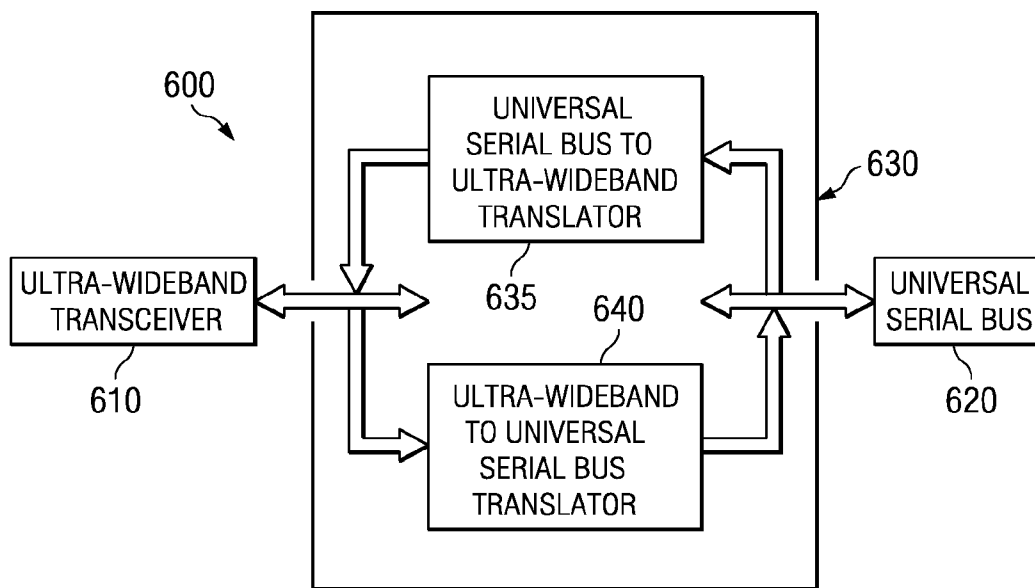 600
UNIVERSAL
SERIAL BUS TO
ULTRA-WIDEBAND
TRANSLATOR
635
630
ULTRA-WIDEBAND
TRANSCEIVER
610
UNIVERSAL
SERIAL BUS
620
640
ULTRA-WIDEBAND
TO UNIVERSAL
SERIAL BUS
TRANSLATOR